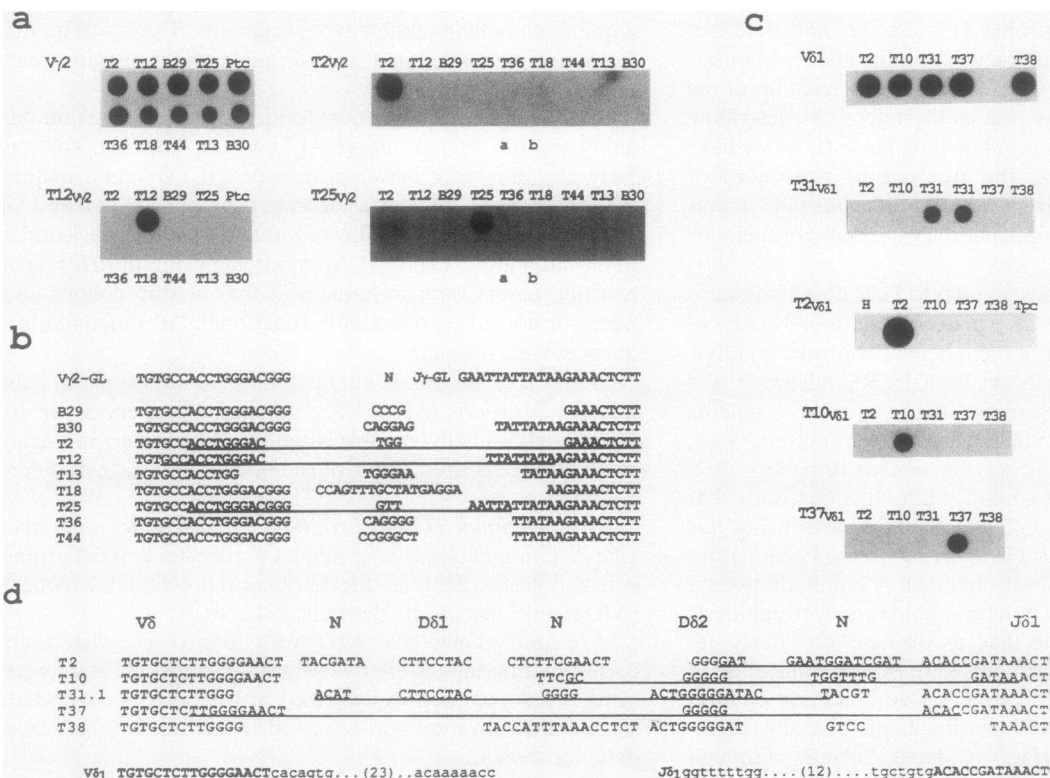 a
c
Vγ2 T2 T12 B29 T25 Ptc
T36 T18 T44 T13 B30
T2Vγ2 T2 T12 B29 T25 T36 T18 T44 T13 B30
a
T12Vγ2 T2 T12 B29 T25 Ptc
T36 T18 T44 T13 B30
T25Vγ2 T2 T12 B29 T25 T36 T18 T44 T13 B30
a b
Vδ1 T2 T10 T31 T37 T38
T31Vδ1 T2 T10 T31 T31 T37 T38
T2Vδ1 T2 T10 T31 T37 T38 Tpc
T10Vδ1 T2 T10 T31 T37 T38
T37Vδ1 T2 T10 T31 T37 T38
b
Vγ2-GL TGTGCCACCTGGGACGGG N Jγ-GL GAATTATTATAAGAAACTCTT
B29 TGTGCCACCTGGGACGGG CCCG GAAACTCTT
B30 TGTGCCACCTGGGACGGG CAGGAG TATTATAAGAAACTCTT
T2 TGTGCCACCTGGGACGGG TGG GAAACTCTT
T12 TGTGCCACCTGGGAC TTATTATAAGAAACTCTT
T13 TGTGCCACCTGG TGGGAA TATAAGAAACTCTT
T18 TGTGCCACCTGGGACGGG AAGAAACTCTT
T25 TGTGCCACCTGGGACGGG GTT AATTATTATAAGAAACTCTT
T36 TGTGCCACCTGGGACGGG CAGGGG TTATAAGAAACTCTT
T44 TGTGCCACCTGGGACGGG CCGGGCT TTATAAGAAACTCTT
d
Vδ N Dδ1 N Dδ2 N Jδ1
T2 TGTGCTCTTGGGGAACT TACGATA CTTCCTAC CTCTTCGAACT GGGGAT GAATGGATCGAT ACACCGATAAACT
T10 TGTGCTCTTGGGGAACT TTCGC GGGGG TGGTTTG GATAAACT
T31.1 TGTGCTCTTGGG ACAT CTTCCTAC GGGG ACTGGGGGATAC TACGT ACACCGATAAACT
T37 TGTGCTCTTGGGGAACT GGGGG ACACCGATAAACT
T38 TGTGCTCTTGGGG TACCATTTAAACCTCT CTGGGGGAT GTCC TAAACT
Vδ1 TGTGCTCTTGGGGAACTcacagtg...(23)..acaaaaacc Jδ1ggtttttgg....(12).....tgctgtgACACCGATAAACT